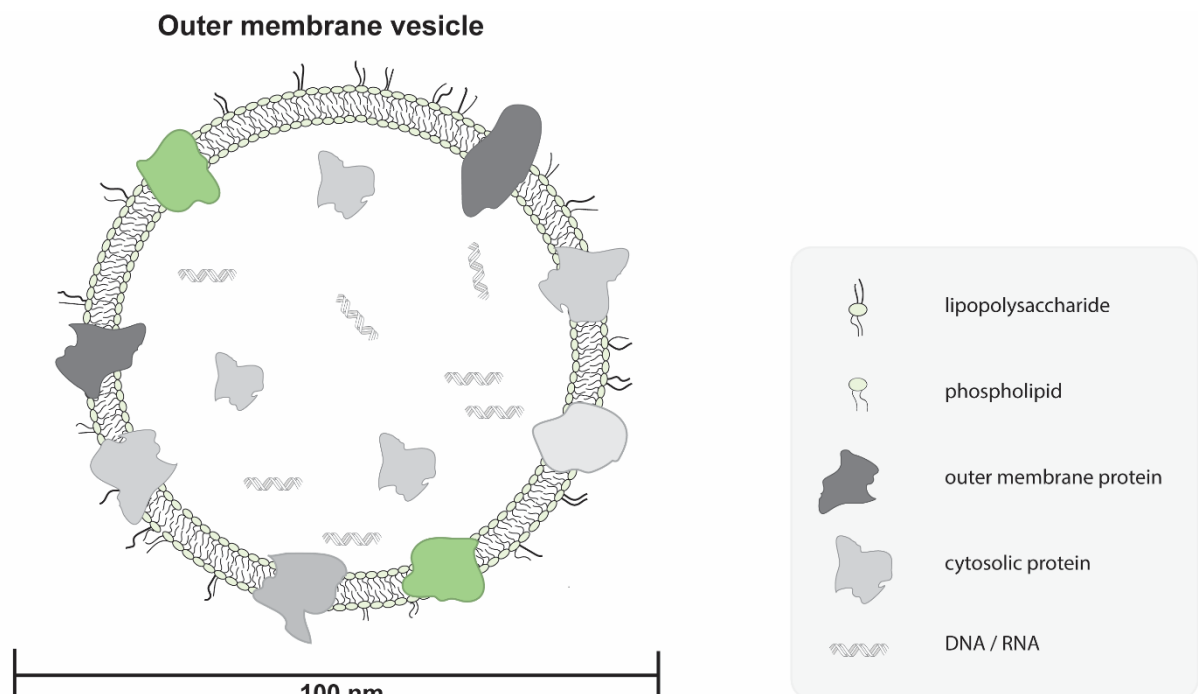 Outer membrane vesicle
lipopolysaccharide
phospholipid
outer membrane protein
cytosolic protein
DNA / RNA
100 nm